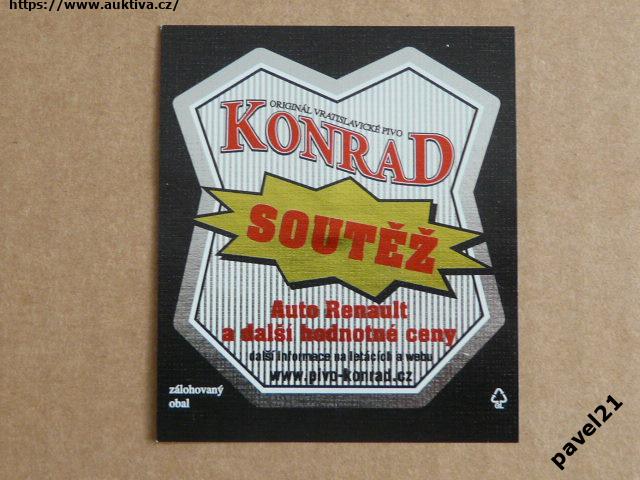 https://www.auktiva.cz/
ORIGINÁL VRATISLAVICKÉ PIVO
KONRAD
SOUTĚŽ
Auto Renault
a další hodnotné ceny
další informace na letácích a webu
www.pivo-konrad.cz
zálohovaný
obal
GL
pavel21